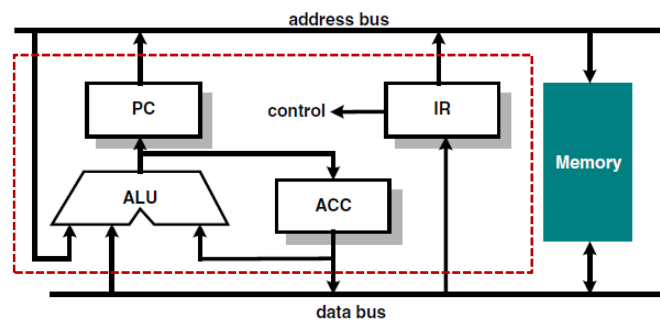 address bus
PC
control
IR
Memory
ALU
ACC
data bus